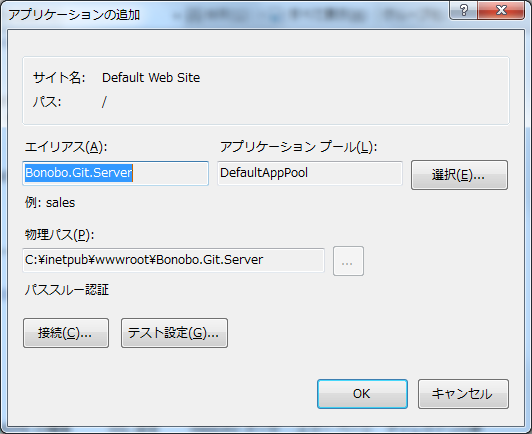 アプリケーションの追加
サイト名: Default Web Site
パス: /
エイリアス(A): アプリケーション プール(L):
Bonobo.Git.Server DefaultAppPool 選択(E)...
例: sales
物理パス(P):
C:¥inetpub¥wwwroot¥Bonobo.Git.Server ...
パススルー認証
接続(C)... テスト設定(G)...
OK キャンセル